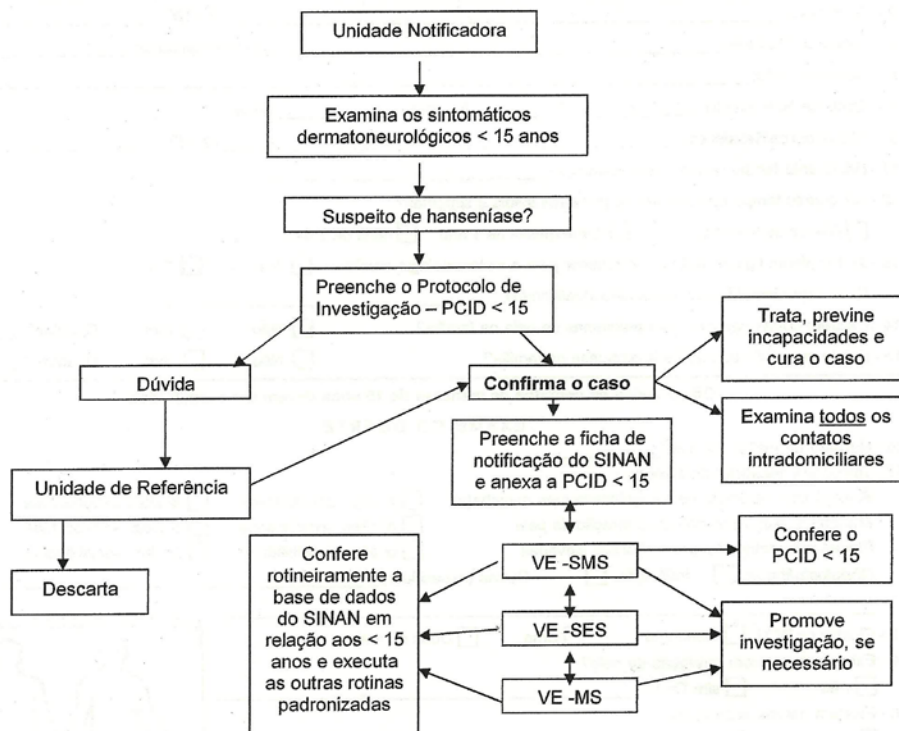 Unidade Notificadora
Examina os sintomáticos
dermatoneurológicos < 15 anos
Suspeito de hanseníase?
Preenche o Protocolo de
Investigação – PCID < 15
Trata, previne
incapacidades e
cura o caso
Dúvida
Confirma o caso
Examina todos os
contatos
intradomiciliares
Preenche a ficha de
notificação do SINAN
e anexa a PCID < 15
Unidade de Referência
Descarta
Confere
rotineiramente a
base de dados
do SINAN em
relação aos < 15
anos e executa
as outras rotinas
padronizadas
VE -SMS
Confere o
PCID < 15
VE -SES
Promove
investigação, se
necessário
VE -MS